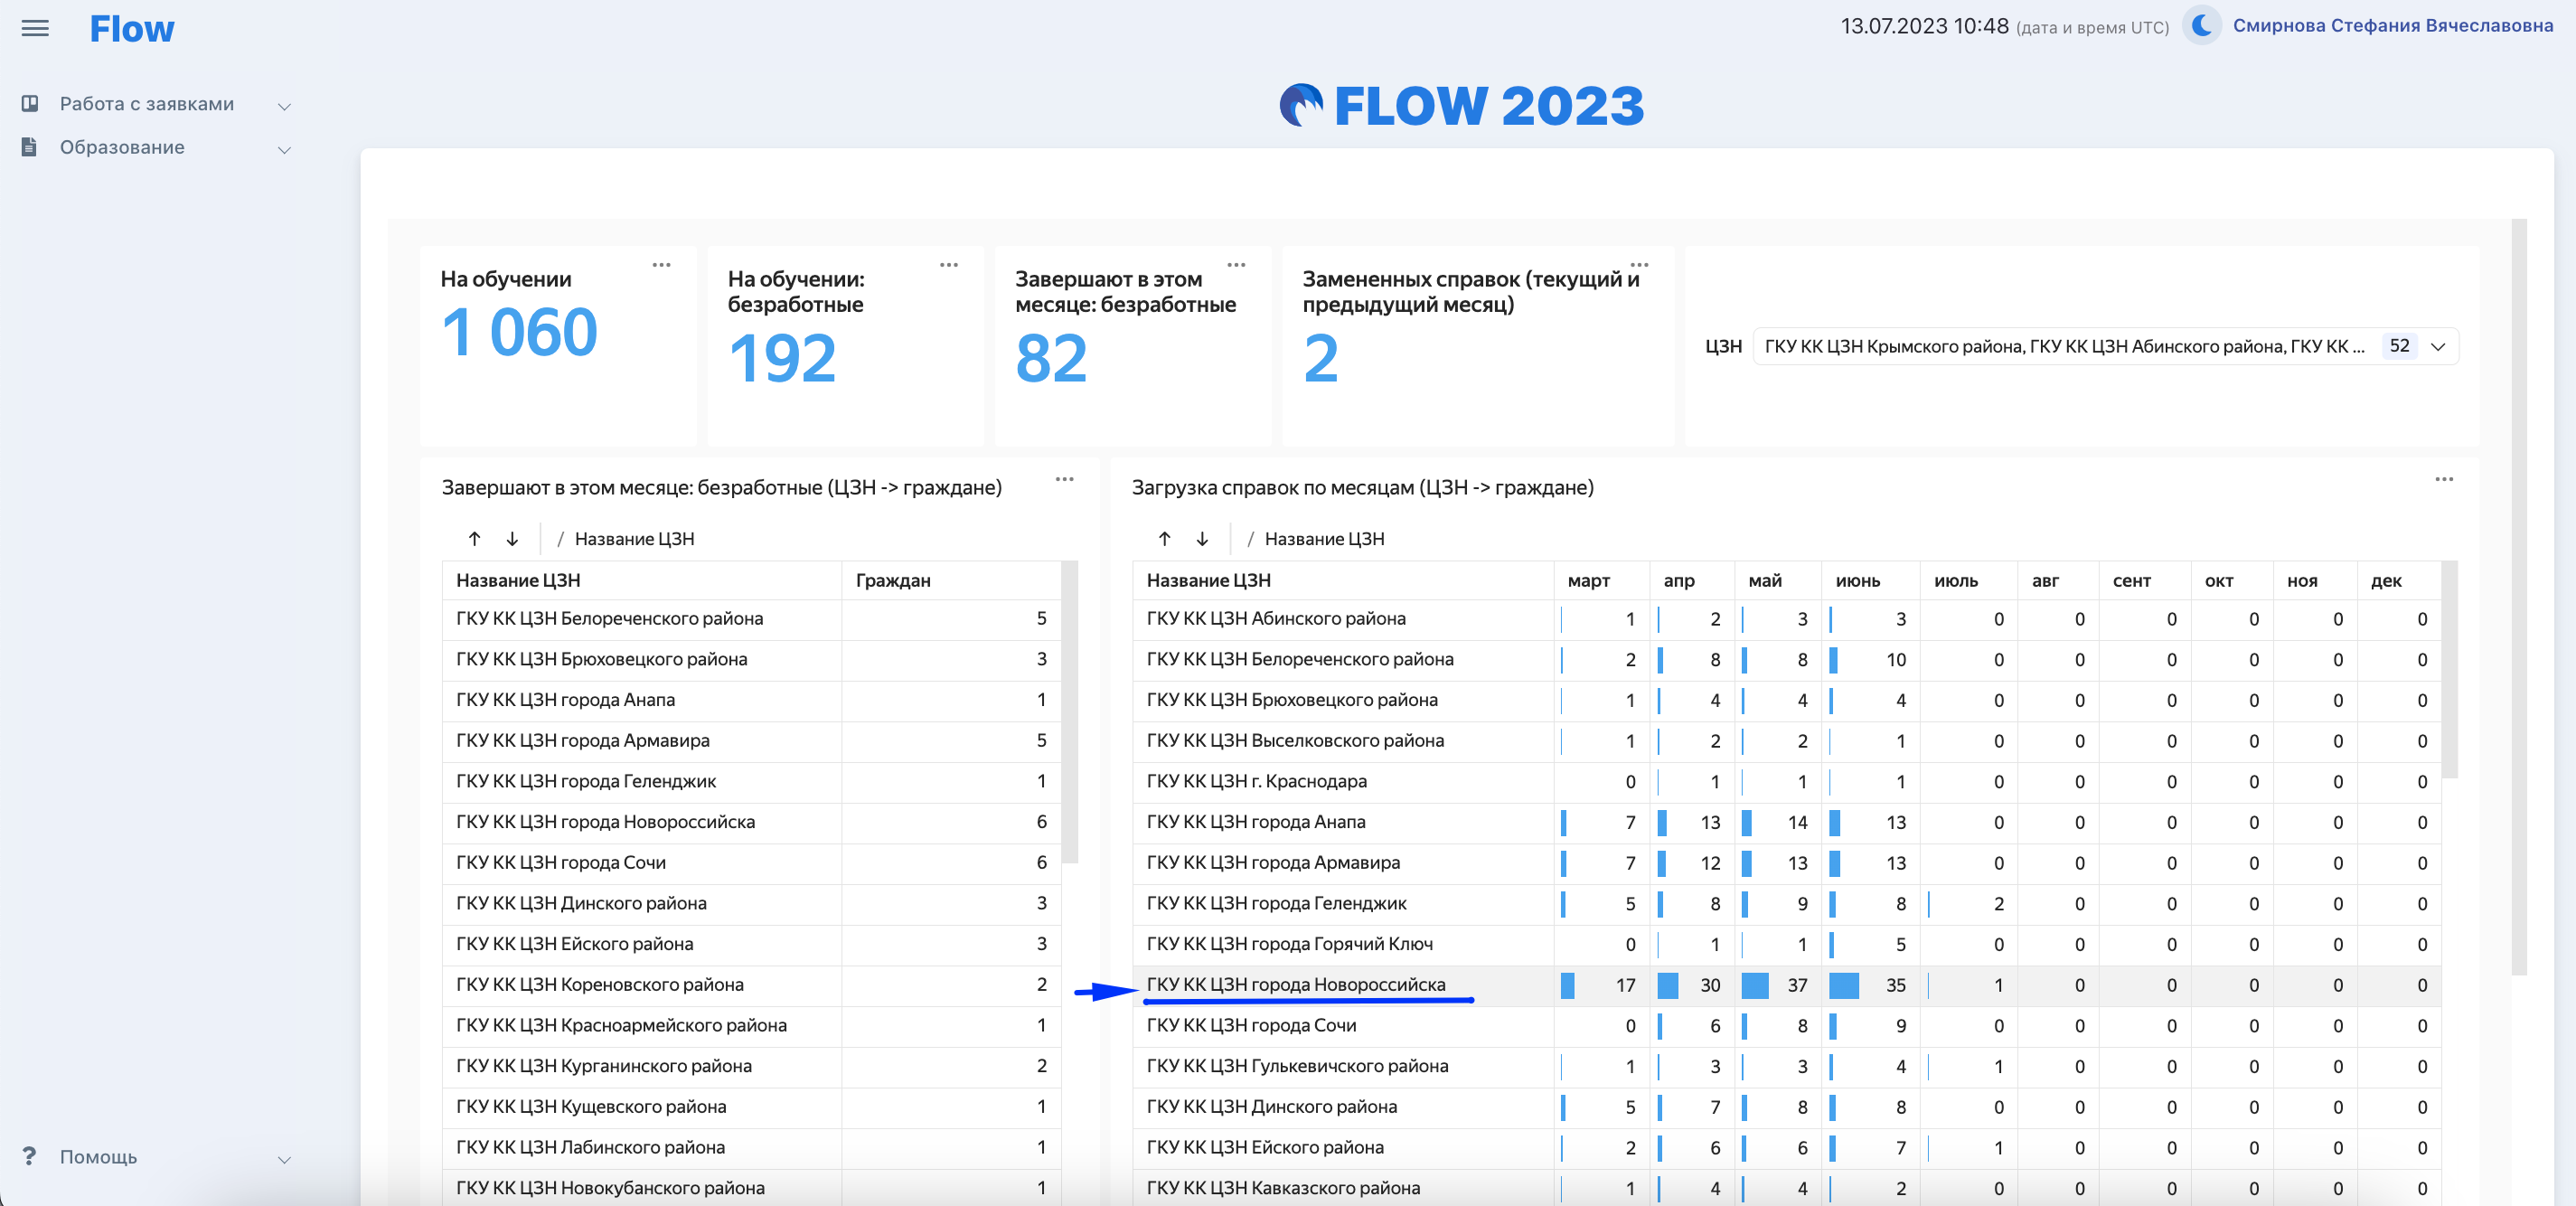 Flow
13.07.2023 10:48 (дата и время UTC) Смирнова Стефания Вячеславовна
Работа с заявками
Образование
FLOW 2023
На обучении
1 060
На обучении:
безработные
192
Завершают в этом
месяце: безработные
82
Замененных справок (текущий и
предыдущий месяц)
2
ЦЗН ГКУ КК ЦЗН Крымского района, ГКУ КК ЦЗН Абинского района, ГКУ КК ... 52
Завершают в этом месяце: безработные (ЦЗН -> граждане)
/ Название ЦЗН
Название ЦЗН Граждан
ГКУ КК ЦЗН Белореченского района 5
ГКУ КК ЦЗН Брюховецкого района 3
ГКУ КК ЦЗН города Анапа 1
ГКУ КК ЦЗН города Армавира 5
ГКУ КК ЦЗН города Геленджик 1
ГКУ КК ЦЗН города Новороссийска 6
ГКУ КК ЦЗН города Сочи 6
ГКУ КК ЦЗН Динского района 3
ГКУ КК ЦЗН Ейского района 3
ГКУ КК ЦЗН Кореновского района 2
ГКУ КК ЦЗН Красноармейского района 1
ГКУ КК ЦЗН Курганинского района 2
ГКУ КК ЦЗН Кущевского района 1
ГКУ КК ЦЗН Лабинского района 1
ГКУ КК ЦЗН Новокубанского района 1
Загрузка справок по месяцам (ЦЗН -> граждане)
/ Название ЦЗН
Название ЦЗН март апр май июнь июль авг сент окт ноя дек
ГКУ КК ЦЗН Абинского района 1 2 3 3 0 0 0 0 0 0
ГКУ КК ЦЗН Белореченского района 2 8 8 10 0 0 0 0 0 0
ГКУ КК ЦЗН Брюховецкого района 1 4 4 4 0 0 0 0 0 0
ГКУ КК ЦЗН Выселковского района 1 2 2 1 0 0 0 0 0 0
ГКУ КК ЦЗН г. Краснодара 0 1 1 1 0 0 0 0 0 0
ГКУ КК ЦЗН города Анапа 7 13 14 13 0 0 0 0 0 0
ГКУ КК ЦЗН города Армавира 7 12 13 13 0 0 0 0 0 0
ГКУ КК ЦЗН города Геленджик 5 8 9 8 2 0 0 0 0 0
ГКУ КК ЦЗН города Горячий Ключ 0 1 1 5 0 0 0 0 0 0
ГКУ КК ЦЗН города Новороссийска 17 30 37 35 1 0 0 0 0 0
ГКУ КК ЦЗН города Сочи 0 6 8 9 0 0 0 0 0 0
ГКУ КК ЦЗН Гулькевичского района 1 3 3 4 1 0 0 0 0 0
ГКУ КК ЦЗН Динского района 5 7 8 8 0 0 0 0 0 0
ГКУ КК ЦЗН Ейского района 2 6 6 7 1 0 0 0 0 0
ГКУ КК ЦЗН Кавказского района 1 4 4 2 0 0 0 0 0 0
? Помощь